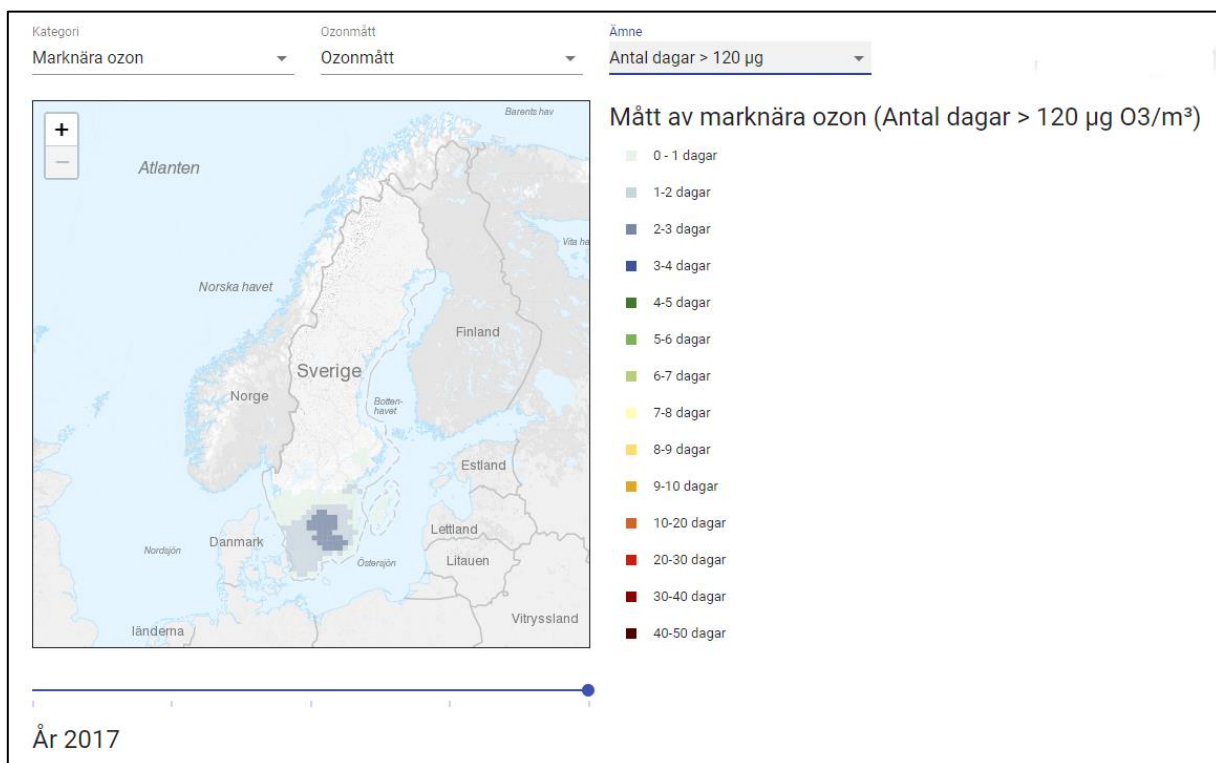 Kategori
Marknära ozon
Ozonmått
Ozonmått
Ämne
Antal dagar > 120 µg
+
−
Barents hav
Atlanten
Vita ha
Norska havet
Finland
Sverige
Norge
Botten-
havet
Estland
Lettland
Nordsjön
Danmark
Östersjön
Litauen
Vitryssland
länderna
Mått av marknära ozon (Antal dagar > 120 µg O3/m³)
0 - 1 dagar
1-2 dagar
2-3 dagar
3-4 dagar
4-5 dagar
5-6 dagar
6-7 dagar
7-8 dagar
8-9 dagar
9-10 dagar
10-20 dagar
20-30 dagar
30-40 dagar
40-50 dagar
År 2017